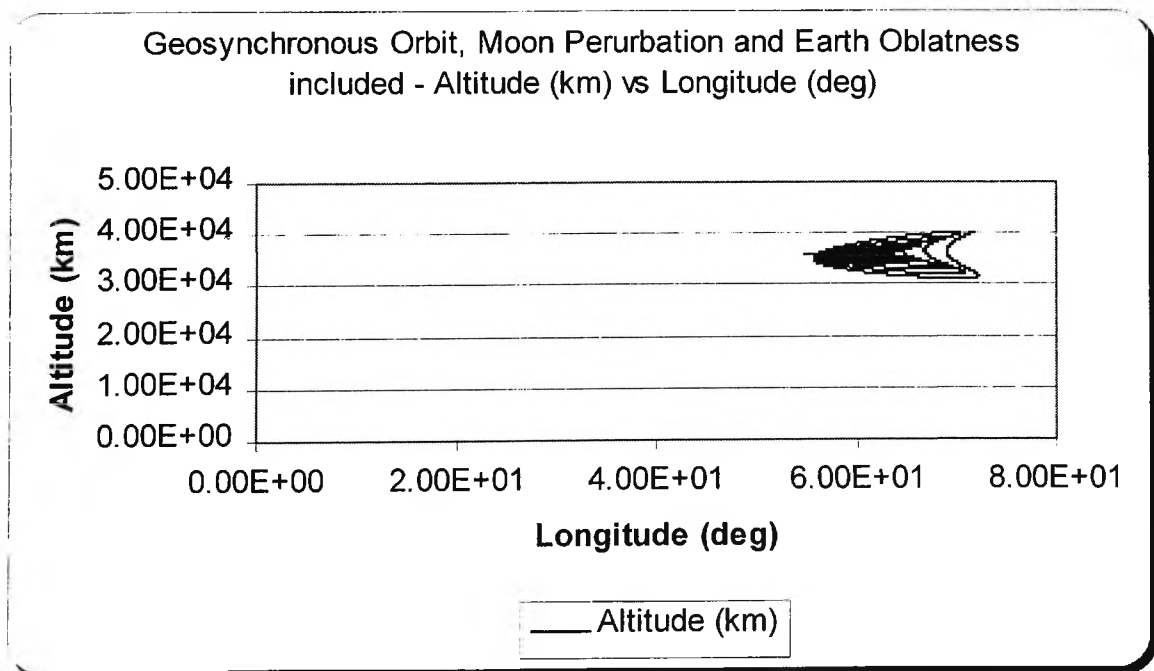 Geosynchronous Orbit, Moon Perurbation and Earth Oblatness
included - Altitude (km) vs Longitude (deg)
5.00E+04
4.00E+04
3.00E+04
2.00E+04
1.00E+04
0.00E+00
Altitude (km)
0.00E+00 2.00E+01 4.00E+01 6.00E+01 8.00E+01
Longitude (deg)
Altitude (km)